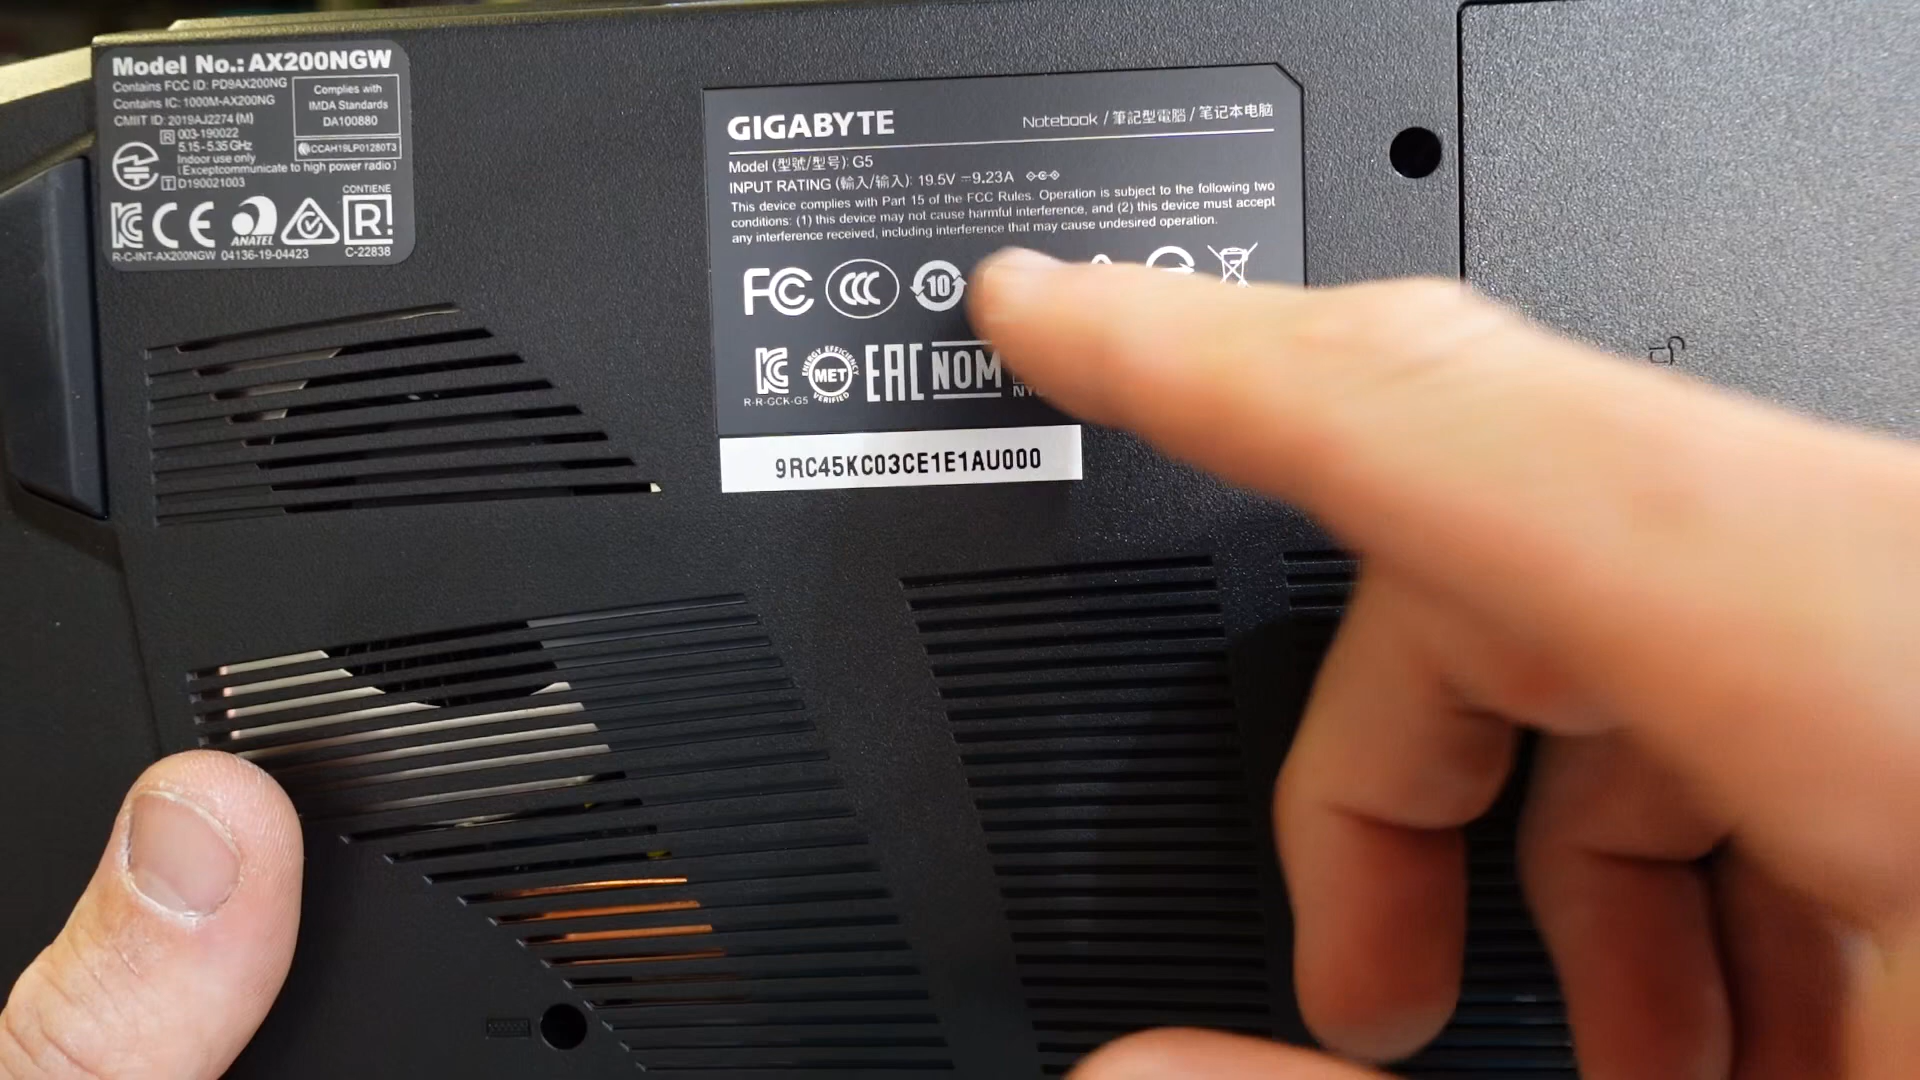 Model No.: AX200NGW
Contains FCC ID: PD9AX200NG
Contains IC: 1000M-AX200NG
CMIIT ID: 2019AJ2274 (M)
R 003-190022
5.15 - 5.35 GHz
Indoor use only
(Exceptcommunicate to high power radio)
T D190021003
Complies with
IMDA Standards
DA100880
CCAH19LP01280T3
CE
ANATEL
CONTIENE
R!
R-C-INT-AX200NGW 04136-19-04423 C-22838
GIGABYTE
Notebook / 筆記型電腦 / 笔记本电脑
Model (型號/型号): G5
INPUT RATING (輸入/输入): 19.5V ⎓9.23A
This device complies with Part 15 of the FCC Rules. Operation is subject to the following two
conditions: (1) this device may not cause harmful interference, and (2) this device must accept
any interference received, including interference that may cause undesired operation.
FC CCC 10
ENERGY EFFICIENCY
MET
VERIFIED
EAC NOM
R-R-GCK-G5
9RC45KC03CE1E1AU000